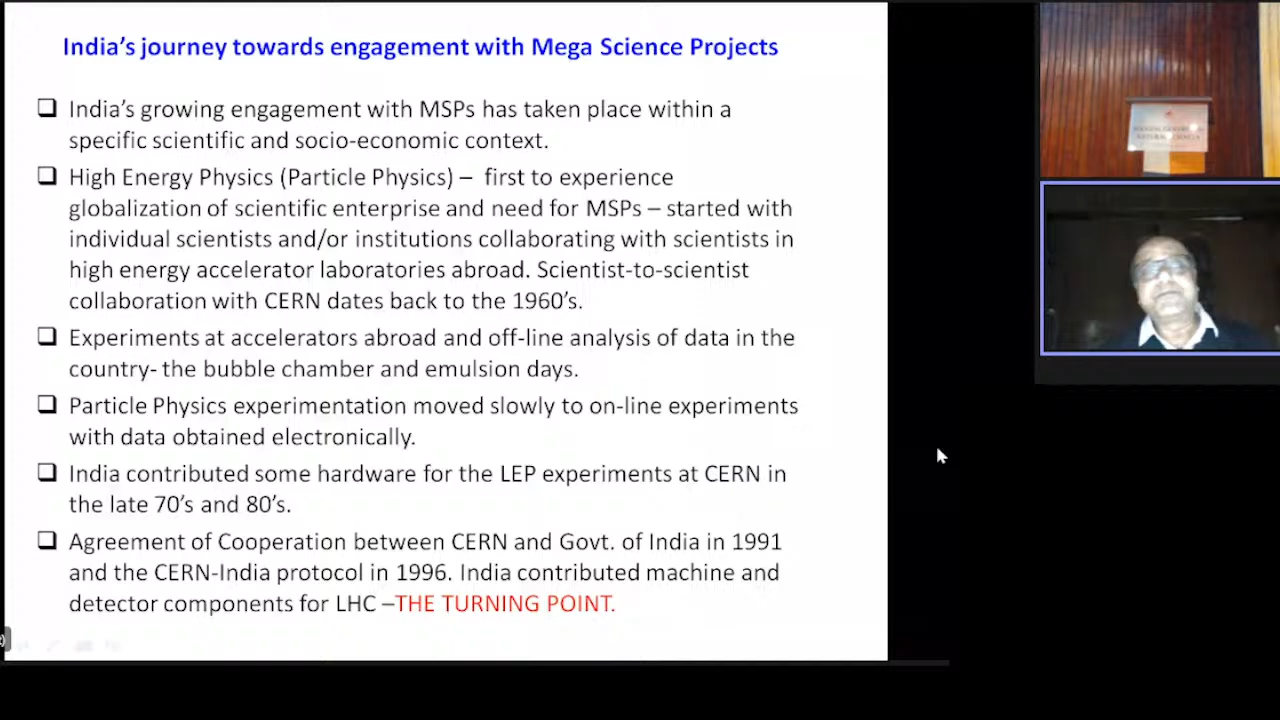 India's journey towards engagement with Mega Science Projects
❑ India's growing engagement with MSPs has taken place within a
specific scientific and socio-economic context.
❑ High Energy Physics (Particle Physics) – first to experience
globalization of scientific enterprise and need for MSPs – started with
individual scientists and/or institutions collaborating with scientists in
high energy accelerator laboratories abroad. Scientist-to-scientist
collaboration with CERN dates back to the 1960's.
❑ Experiments at accelerators abroad and off-line analysis of data in the
country- the bubble chamber and emulsion days.
❑ Particle Physics experimentation moved slowly to on-line experiments
with data obtained electronically.
❑ India contributed some hardware for the LEP experiments at CERN in
the late 70's and 80's.
❑ Agreement of Cooperation between CERN and Govt. of India in 1991
and the CERN-India protocol in 1996. India contributed machine and
detector components for LHC –THE TURNING POINT.